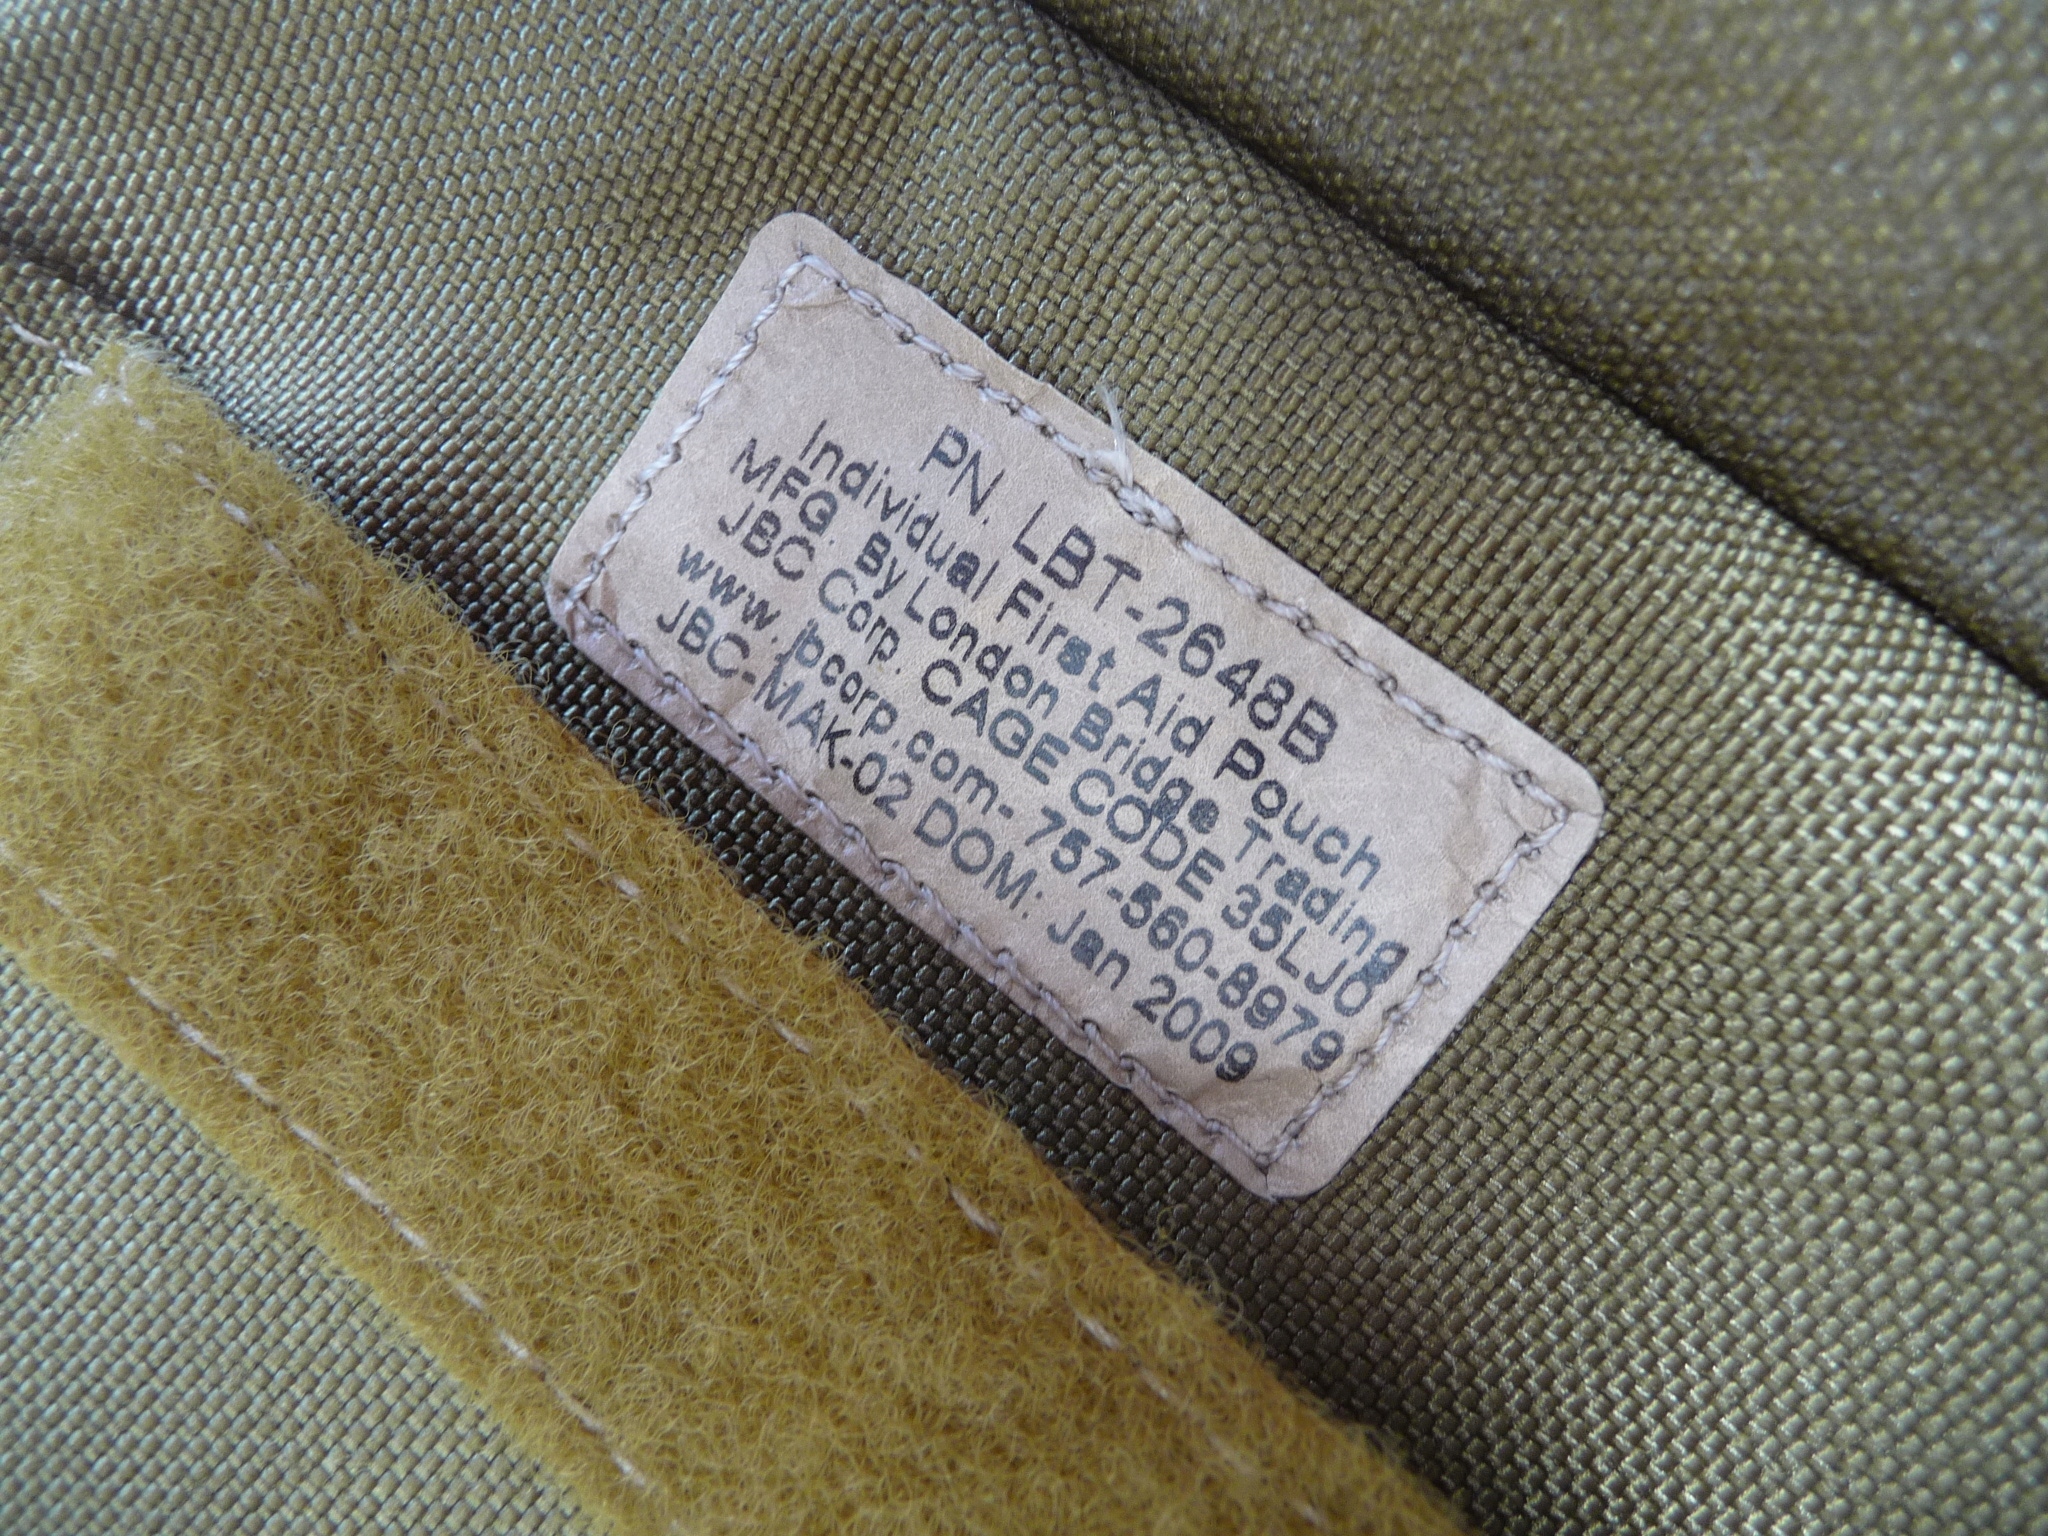 PN. LBT-2648B
Individual First Aid Pouch
MFG. By London Bridge Trading
JBC Corp. CAGE CODE 35LJ0
www.jbcorp.com- 757-560-8979
JBC-MAK-02 DOM: Jan 2009